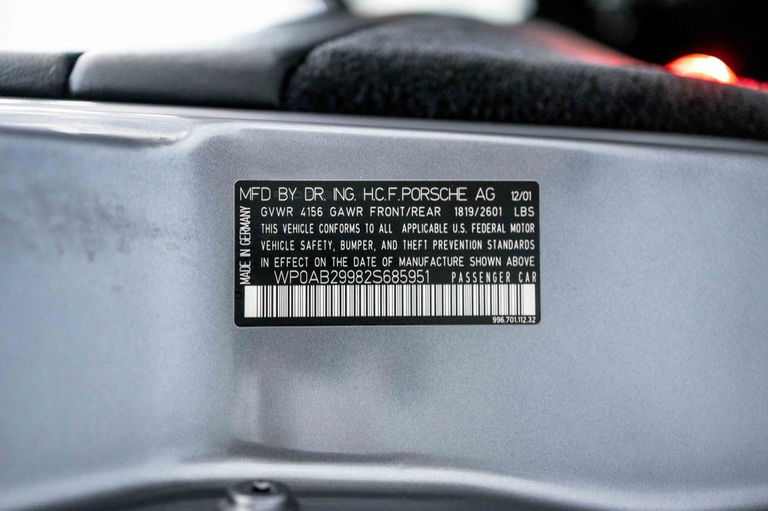 MFD BY DR. ING. H.C.F.PORSCHE AG 12/01
GVWR 4156 GAWR FRONT/REAR 1819/2601 LBS
THIS VEHICLE CONFORMS TO ALL APPLICABLE U.S. FEDERAL MOTOR
VEHICLE SAFETY, BUMPER, AND THEFT PREVENTION STANDARDS
IN EFFECT ON THE DATE OF MANUFACTURE SHOWN ABOVE
WP0AB29982S685951 PASSENGER CAR
MADE IN GERMANY
996.701.112.32